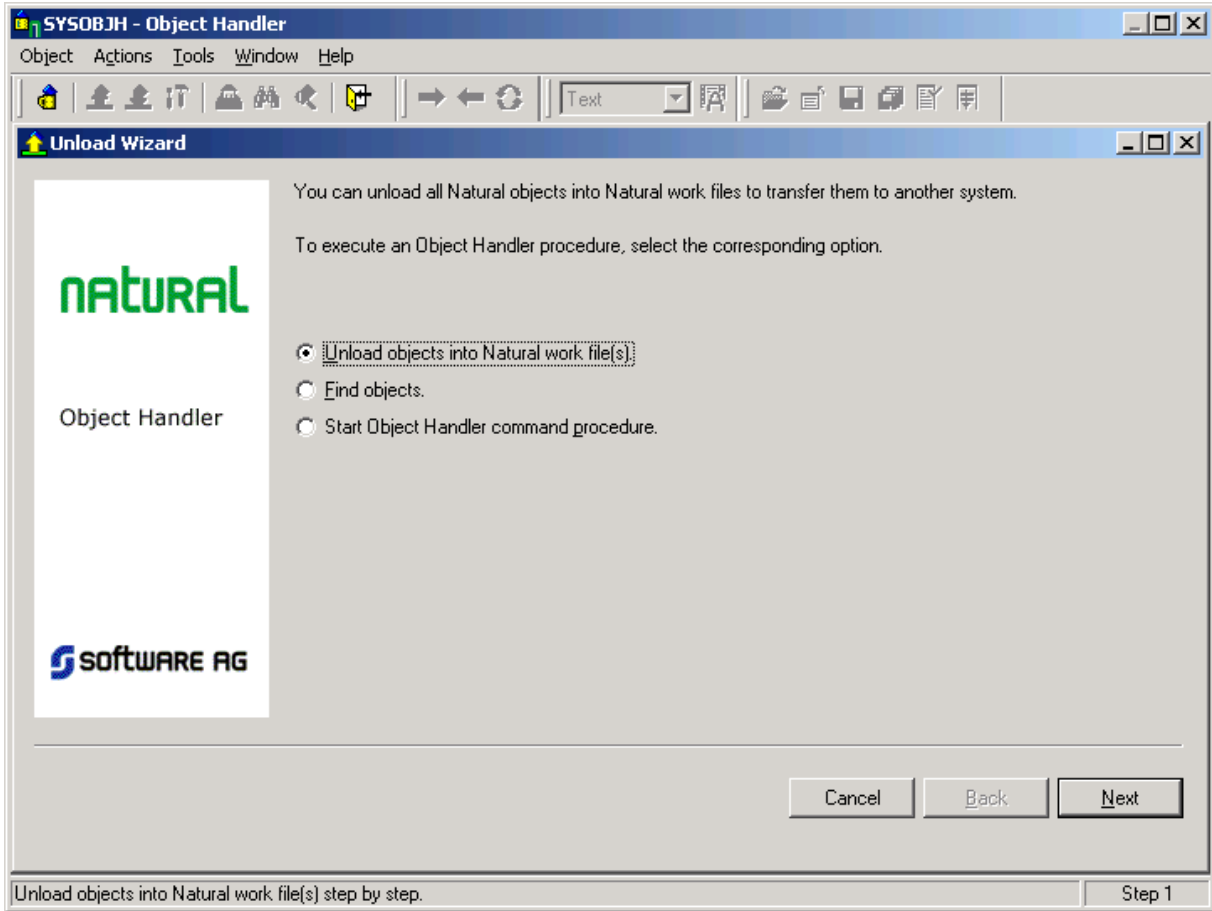 SYSOBJH - Object Handler
Object Actions Tools Window Help
Text
Unload Wizard
You can unload all Natural objects into Natural work files to transfer them to another system.
To execute an Object Handler procedure, select the corresponding option.
natural
Unload objects into Natural work file(s).
Find objects.
Object Handler
Start Object Handler command procedure.
software AG
Cancel Back Next
Unload objects into Natural work file(s) step by step. Step 1